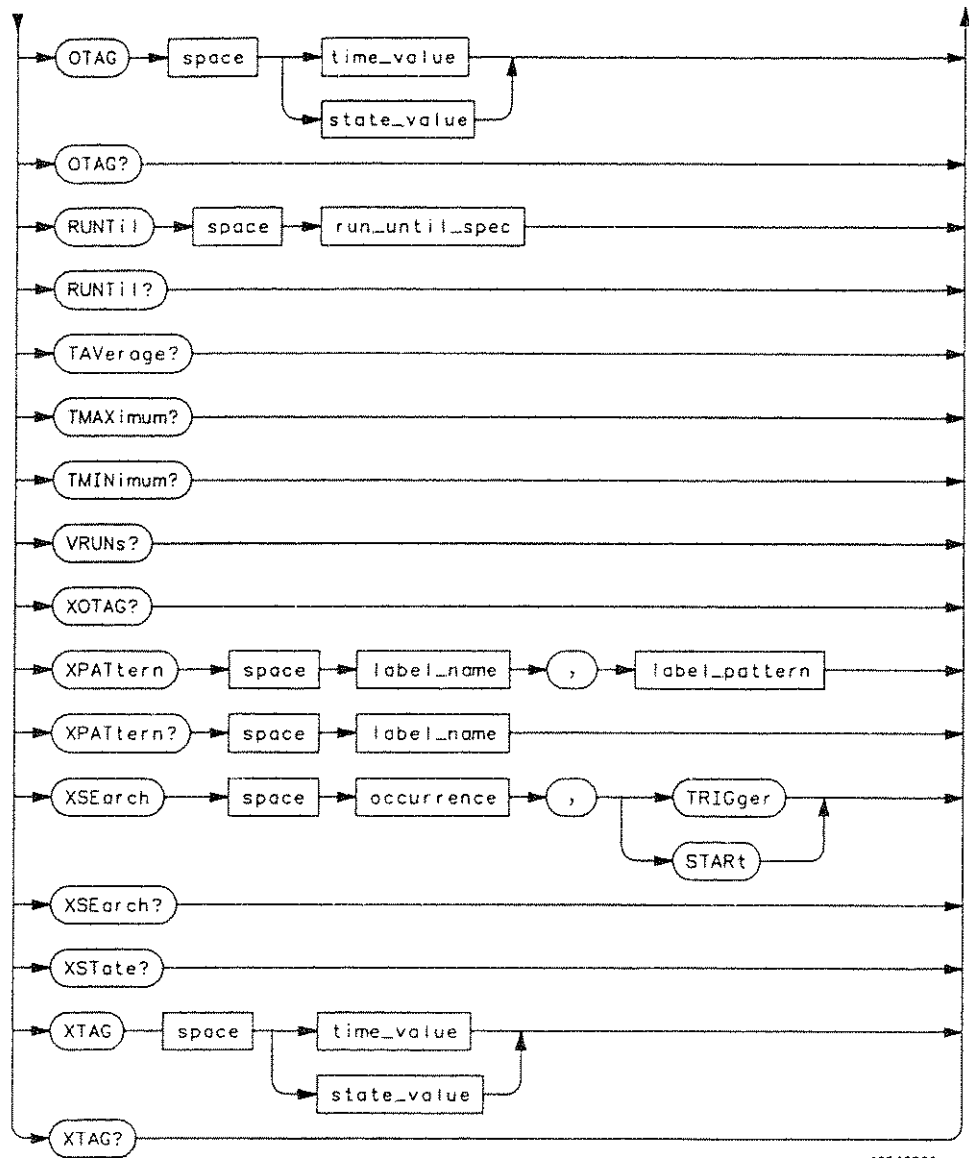 OTAG space time_value
state_value
OTAG?
RUNTil space run_until_spec
RUNTil?
TAVerage?
TMAXimum?
TMINimum?
VRUNs?
XOTAG?
XPATtern space label_name , label_pattern
XPATtern? space label_name
XSEarch space occurrence , TRIGger
STARt
XSEarch?
XSTate?
XTAG space time_value
state_value
XTAG?